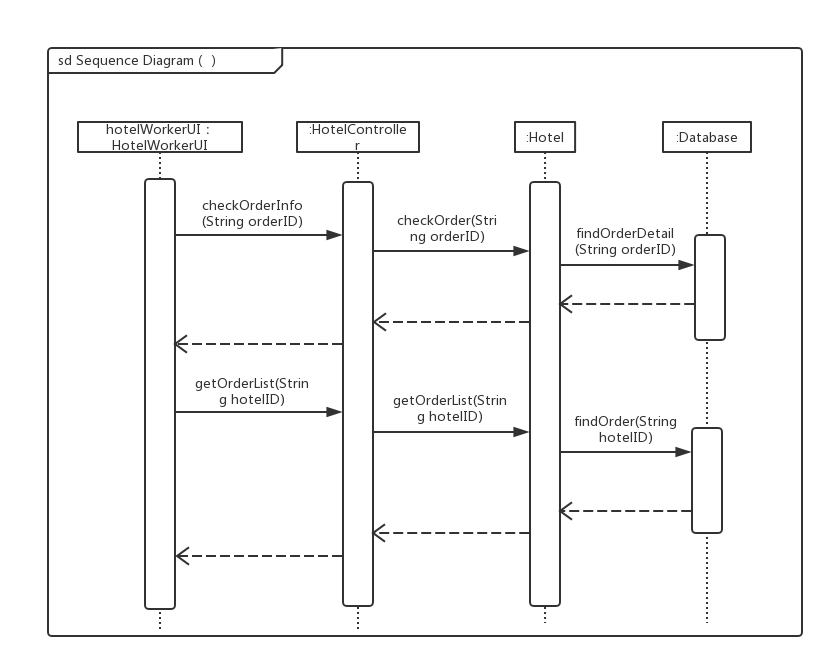 sd Sequence Diagram (  )
hotelWorkerUI :
HotelWorkerUI
:HotelControlle
r
:Hotel
:Database
checkOrderInfo
(String orderID)
checkOrder(Stri
ng orderID)
findOrderDetail
(String orderID)
getOrderList(Strin
g hotelID)
getOrderList(Strin
g hotelID)
findOrder(String
hotelID)